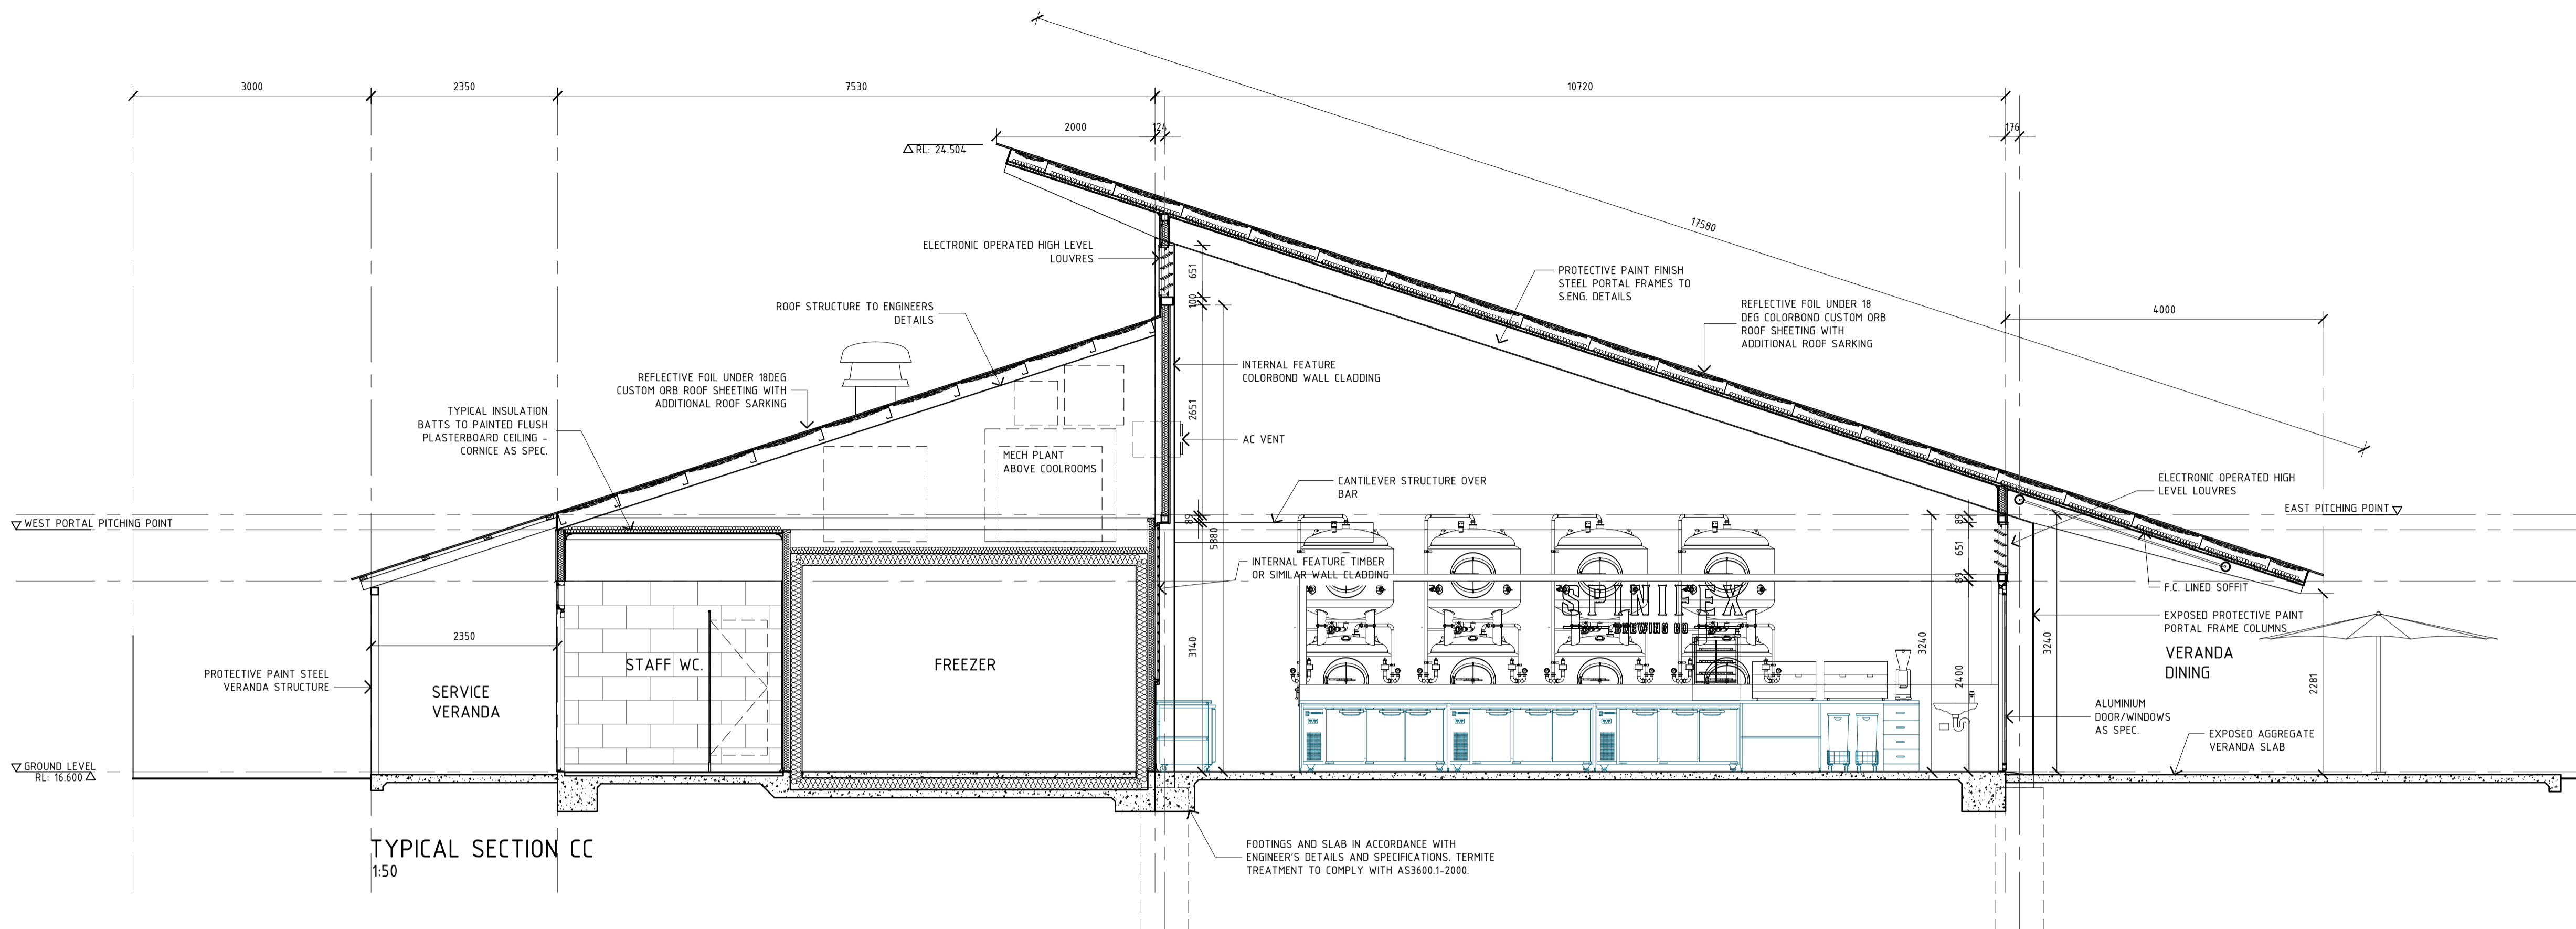 3000
2350
7530
10720
2000
124
176
RL: 24.504
17580
ELECTRONIC OPERATED HIGH LEVEL
LOUVRES
651
100
PROTECTIVE PAINT FINISH
STEEL PORTAL FRAMES TO
S.ENG. DETAILS
REFLECTIVE FOIL UNDER 18
DEG COLORBOND CUSTOM ORB
ROOF SHEETING WITH
ADDITIONAL ROOF SARKING
4000
ROOF STRUCTURE TO ENGINEERS
DETAILS
INTERNAL FEATURE
COLORBOND WALL CLADDING
REFLECTIVE FOIL UNDER 18DEG
CUSTOM ORB ROOF SHEETING WITH
ADDITIONAL ROOF SARKING
2651
TYPICAL INSULATION
BATTS TO PAINTED FLUSH
PLASTERBOARD CEILING -
CORNICE AS SPEC.
AC VENT
MECH PLANT
ABOVE COOLROOMS
CANTILEVER STRUCTURE OVER
BAR
ELECTRONIC OPERATED HIGH
LEVEL LOUVRES
WEST PORTAL PITCHING POINT
EAST PITCHING POINT
89
5880
89
651
89
INTERNAL FEATURE TIMBER
OR SIMILAR WALL CLADDING
F.C. LINED SOFFIT
SPINIFEX
BREWING CO
EXPOSED PROTECTIVE PAINT
PORTAL FRAME COLUMNS
2350
3140
3240
2400
3240
2281
STAFF WC.
FREEZER
VERANDA
DINING
PROTECTIVE PAINT STEEL
VERANDA STRUCTURE
SERVICE
VERANDA
ALUMINIUM
DOOR/WINDOWS
AS SPEC.
EXPOSED AGGREGATE
VERANDA SLAB
GROUND LEVEL
RL: 16.600
TYPICAL SECTION CC
1:50
FOOTINGS AND SLAB IN ACCORDANCE WITH
ENGINEER'S DETAILS AND SPECIFICATIONS. TERMITE
TREATMENT TO COMPLY WITH AS3600.1-2000.